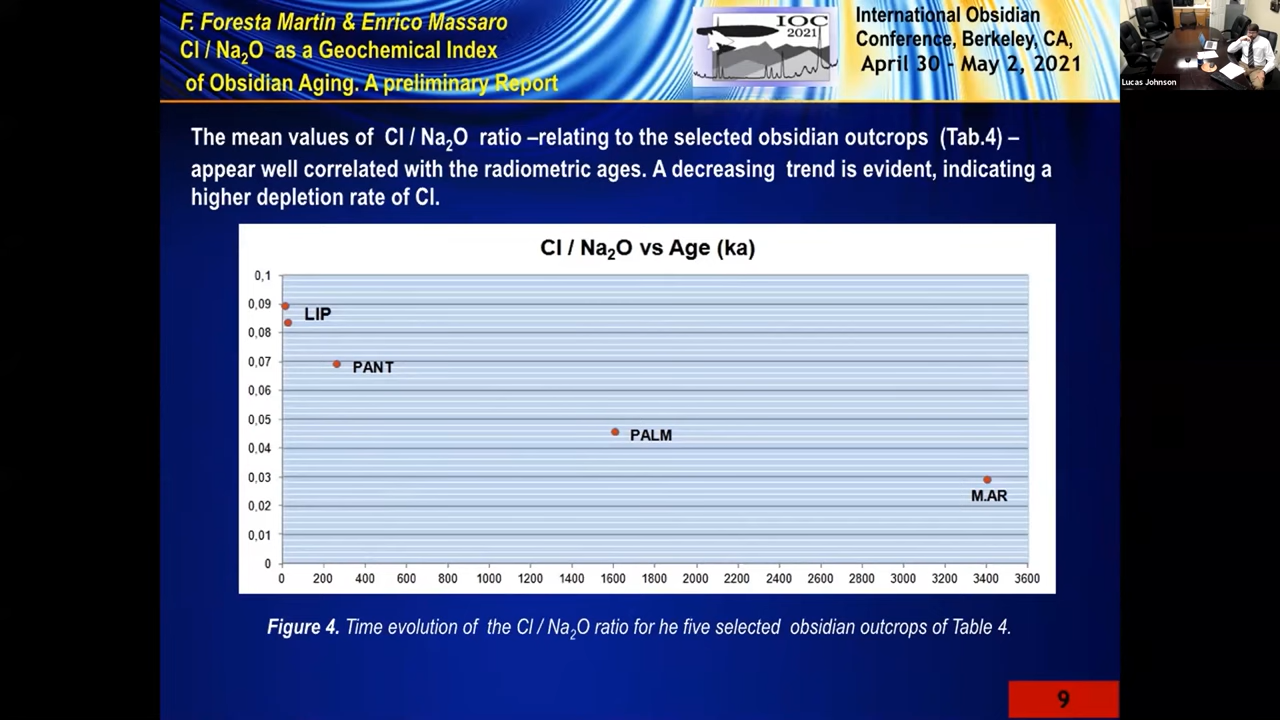 F. Foresta Martin & Enrico Massaro
Cl / Na₂O as a Geochemical Index
of Obsidian Aging. A preliminary Report
IOC
2021
International Obsidian
Conference, Berkeley, CA,
April 30 - May 2, 2021
Lucas Johnson
The mean values of Cl / Na₂O ratio –relating to the selected obsidian outcrops (Tab.4) –
appear well correlated with the radiometric ages. A decreasing trend is evident, indicating a
higher depletion rate of Cl.
Cl / Na₂O vs Age (ka)
0,1
0,09
0,08
0,07
0,06
0,05
0,04
0,03
0,02
0,01
0
LIP
PANT
PALM
M.AR
0 200 400 600 800 1000 1200 1400 1600 1800 2000 2200 2400 2600 2800 3000 3200 3400 3600
Figure 4. Time evolution of the Cl / Na₂O ratio for he five selected obsidian outcrops of Table 4.
9